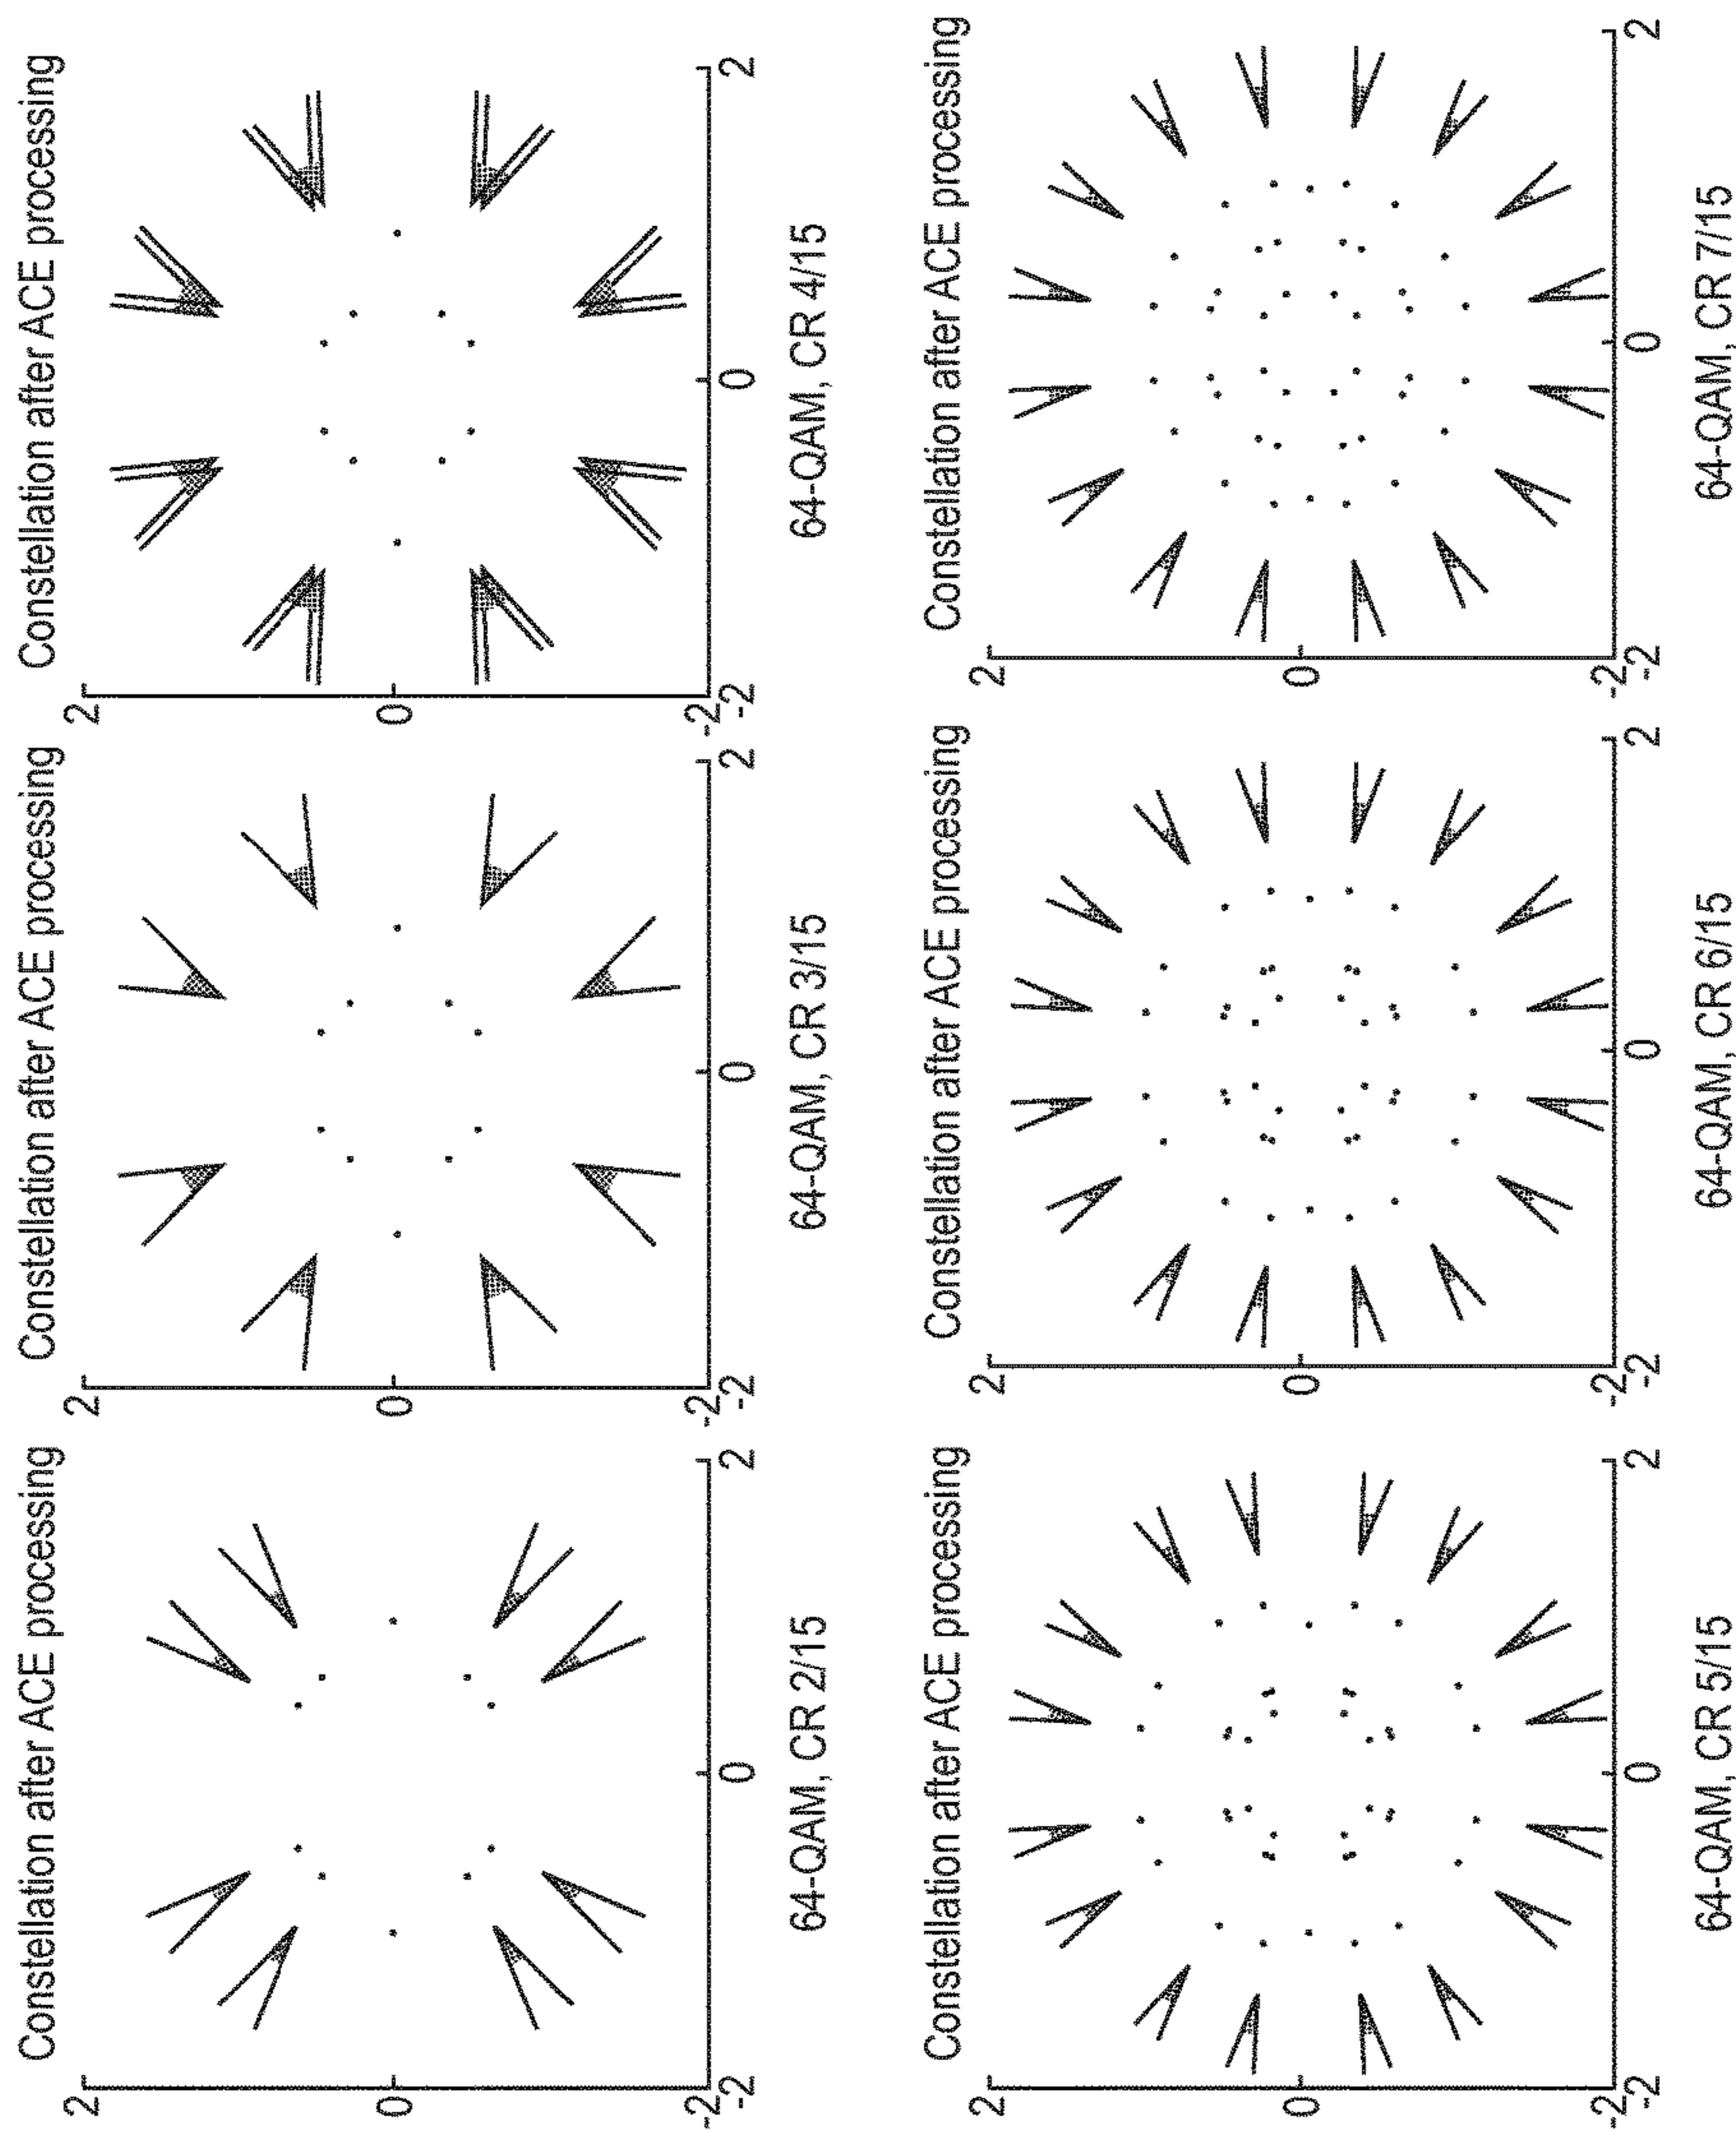 Constellation after ACE processing
2
0
-2
-2 0 2
64-QAM, CR 2/15
Constellation after ACE processing
2
0
-2
-2 0 2
64-QAM, CR 3/15
Constellation after ACE processing
2
0
-2
-2 0 2
64-QAM, CR 4/15
Constellation after ACE processing
2
0
-2
-2 0 2
64-QAM, CR 5/15
Constellation after ACE processing
2
0
-2
-2 0 2
64-QAM, CR 6/15
Constellation after ACE processing
2
0
-2
-2 0 2
64-QAM, CR 7/15